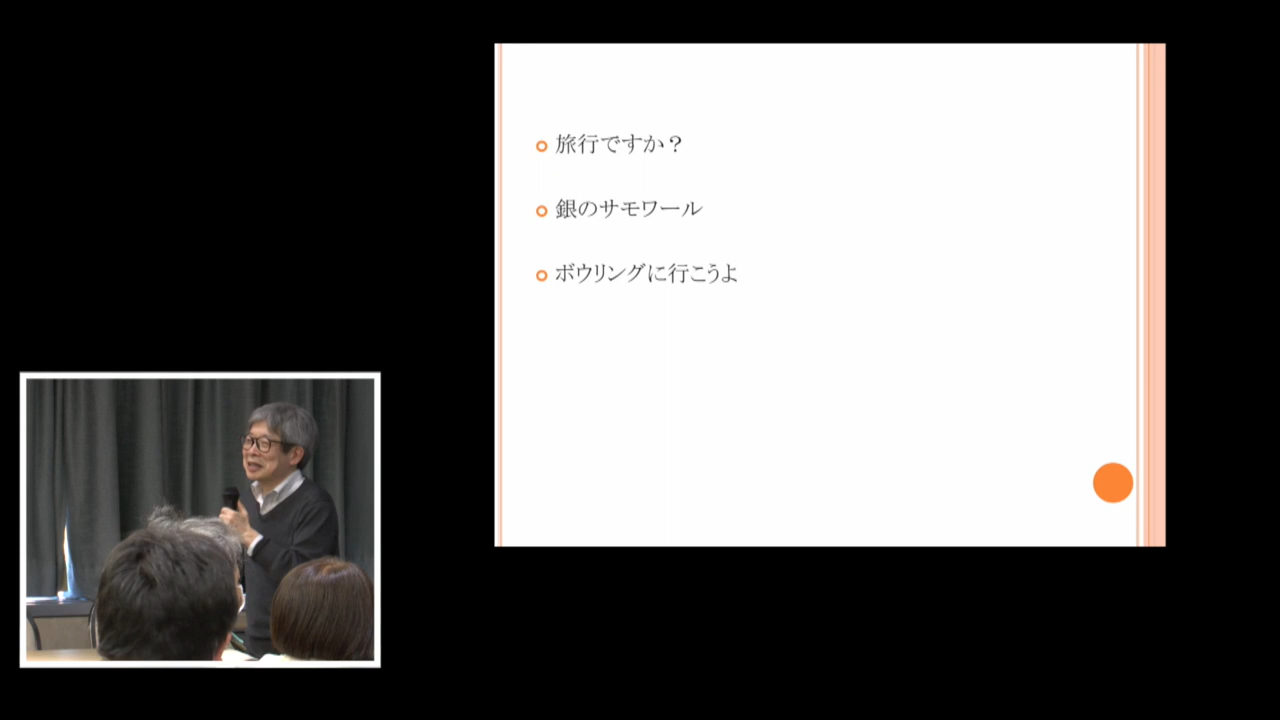 旅行ですか？
銀のサモワール
ボウリングに行こうよ